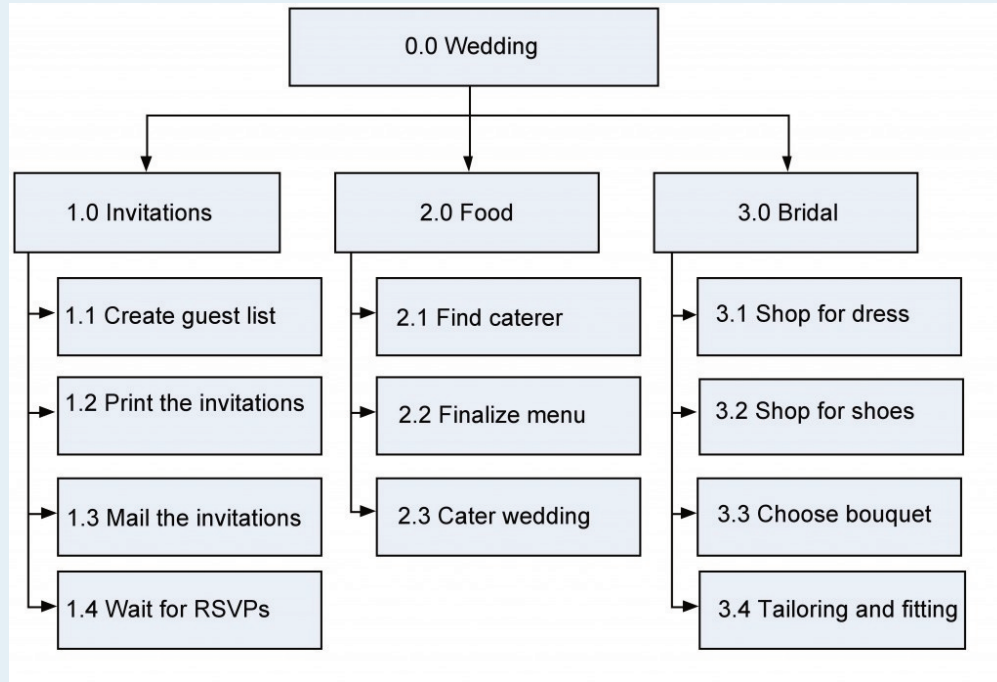 0.0 Wedding
1.0 Invitations
1.1 Create guest list
1.2 Print the invitations
1.3 Mail the invitations
1.4 Wait for RSVPs
2.0 Food
2.1 Find caterer
2.2 Finalize menu
2.3 Cater wedding
3.0 Bridal
3.1 Shop for dress
3.2 Shop for shoes
3.3 Choose bouquet
3.4 Tailoring and fitting